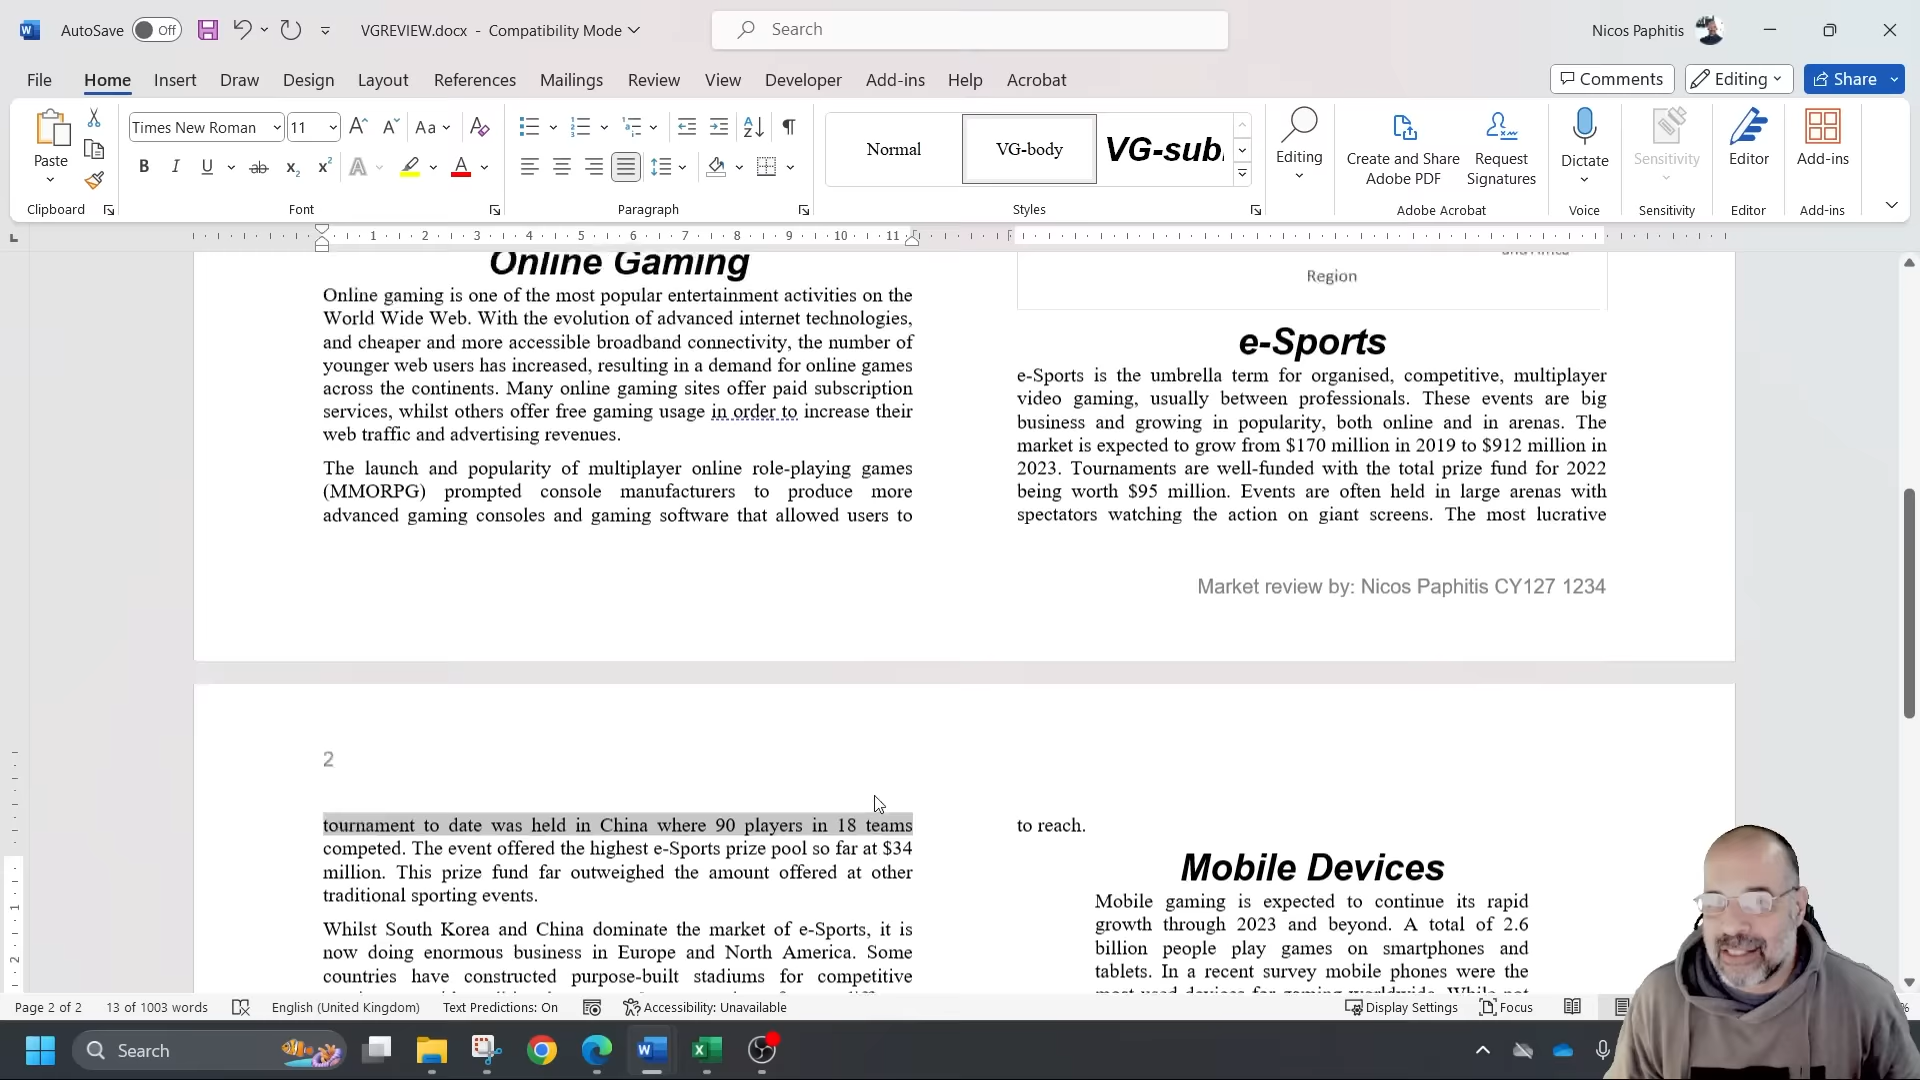 AutoSave Off VGREVIEW.docx - Compatibility Mode Search Nicos Paphitis
File Home Insert Draw Design Layout References Mailings Review View Developer Add-ins Help Acrobat Comments Editing Share
Paste
Times New Roman 11 Aa
Normal VG-body VG-sub
Editing
Create and Share Adobe PDF
Request Signatures
Dictate
Sensitivity
Editor
Add-ins
Clipboard Font Paragraph Styles Adobe Acrobat Voice Sensitivity Editor Add-ins
1 2 3 4 5 6 7 8 9 10 11
Online Gaming
Online gaming is one of the most popular entertainment activities on the
World Wide Web. With the evolution of advanced internet technologies,
and cheaper and more accessible broadband connectivity, the number of
younger web users has increased, resulting in a demand for online games
across the continents. Many online gaming sites offer paid subscription
services, whilst others offer free gaming usage in order to increase their
web traffic and advertising revenues.
The launch and popularity of multiplayer online role-playing games
(MMORPG) prompted console manufacturers to produce more
advanced gaming consoles and gaming software that allowed users to
Region
e-Sports
e-Sports is the umbrella term for organised, competitive, multiplayer
video gaming, usually between professionals. These events are big
business and growing in popularity, both online and in arenas. The
market is expected to grow from $170 million in 2019 to $912 million in
2023. Tournaments are well-funded with the total prize fund for 2022
being worth $95 million. Events are often held in large arenas with
spectators watching the action on giant screens. The most lucrative
Market review by: Nicos Paphitis CY127 1234
2
tournament to date was held in China where 90 players in 18 teams
competed. The event offered the highest e-Sports prize pool so far at $34
million. This prize fund far outweighed the amount offered at other
traditional sporting events.
Whilst South Korea and China dominate the market of e-Sports, it is
now doing enormous business in Europe and North America. Some
countries have constructed purpose-built stadiums for competitive
to reach.
Mobile Devices
Mobile gaming is expected to continue its rapid
growth through 2023 and beyond. A total of 2.6
billion people play games on smartphones and
tablets. In a recent survey mobile phones were the
Page 2 of 2 13 of 1003 words English (United Kingdom) Text Predictions: On Accessibility: Unavailable Display Settings Focus
Search